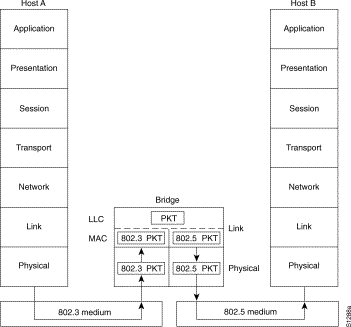 Host A
Application
Presentation
Session
Transport
Network
Link
Physical
Host B
Application
Presentation
Session
Transport
Network
Link
Physical
Bridge
LLC
PKT
Link
MAC
802.3 PKT
802.5 PKT
802.3 PKT
802.5 PKT
Physical
802.3 medium
802.5 medium
51286a